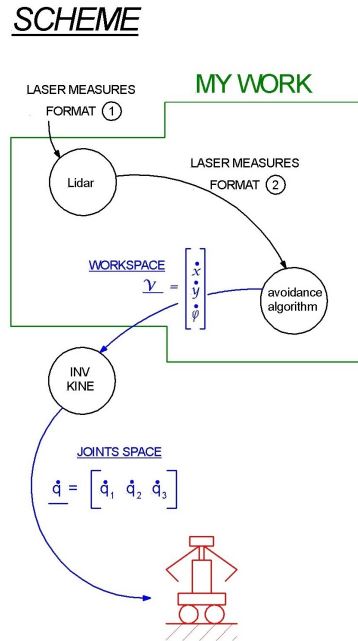 SCHEME
MY WORK
LASER MEASURES
FORMAT 1
Lidar
LASER MEASURES
FORMAT 2
WORKSPACE
𝒱 = [ẋ
ẏ
φ̇]
avoidance
algorithm
INV
KINE
JOINTS SPACE
q̇ = [q̇₁ q̇₂ q̇₃]